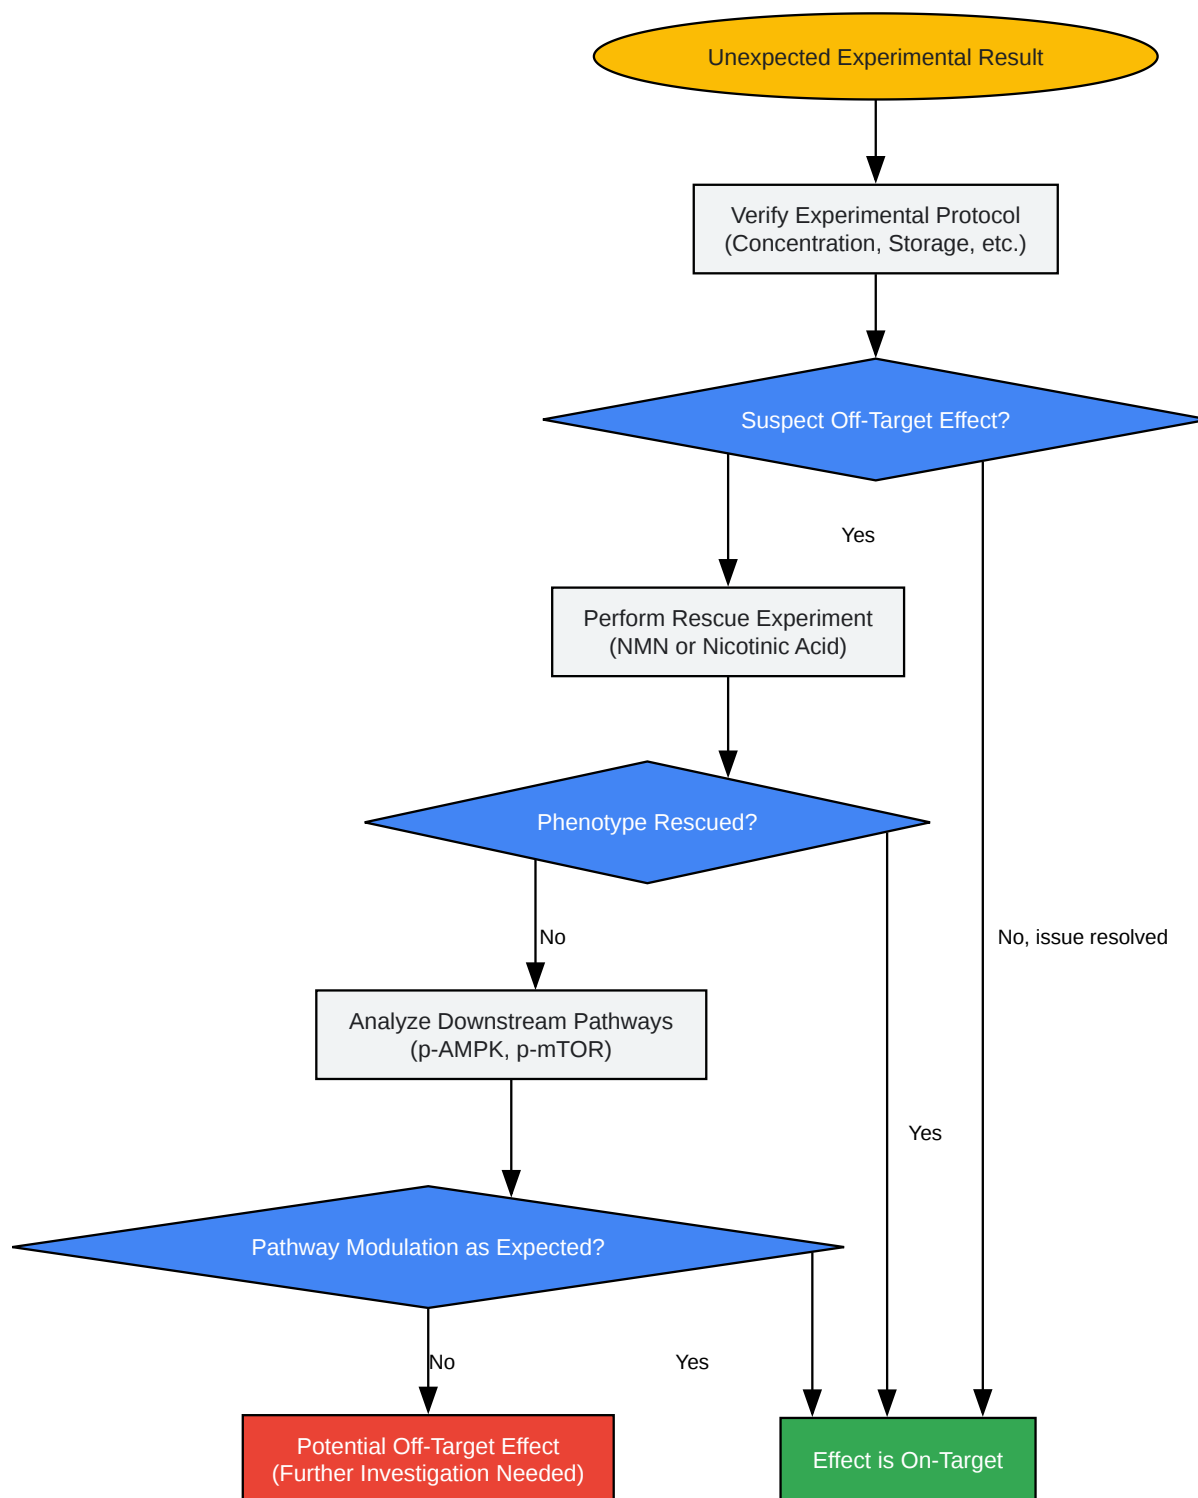 Unexpected Experimental Result
Verify Experimental Protocol
(Concentration, Storage, etc.)
Suspect Off-Target Effect?
Yes
Perform Rescue Experiment
(NMN or Nicotinic Acid)
Phenotype Rescued?
No
No, issue resolved
Analyze Downstream Pathways
(p-AMPK, p-mTOR)
Yes
Pathway Modulation as Expected?
No
Yes
Potential Off-Target Effect
(Further Investigation Needed)
Effect is On-Target